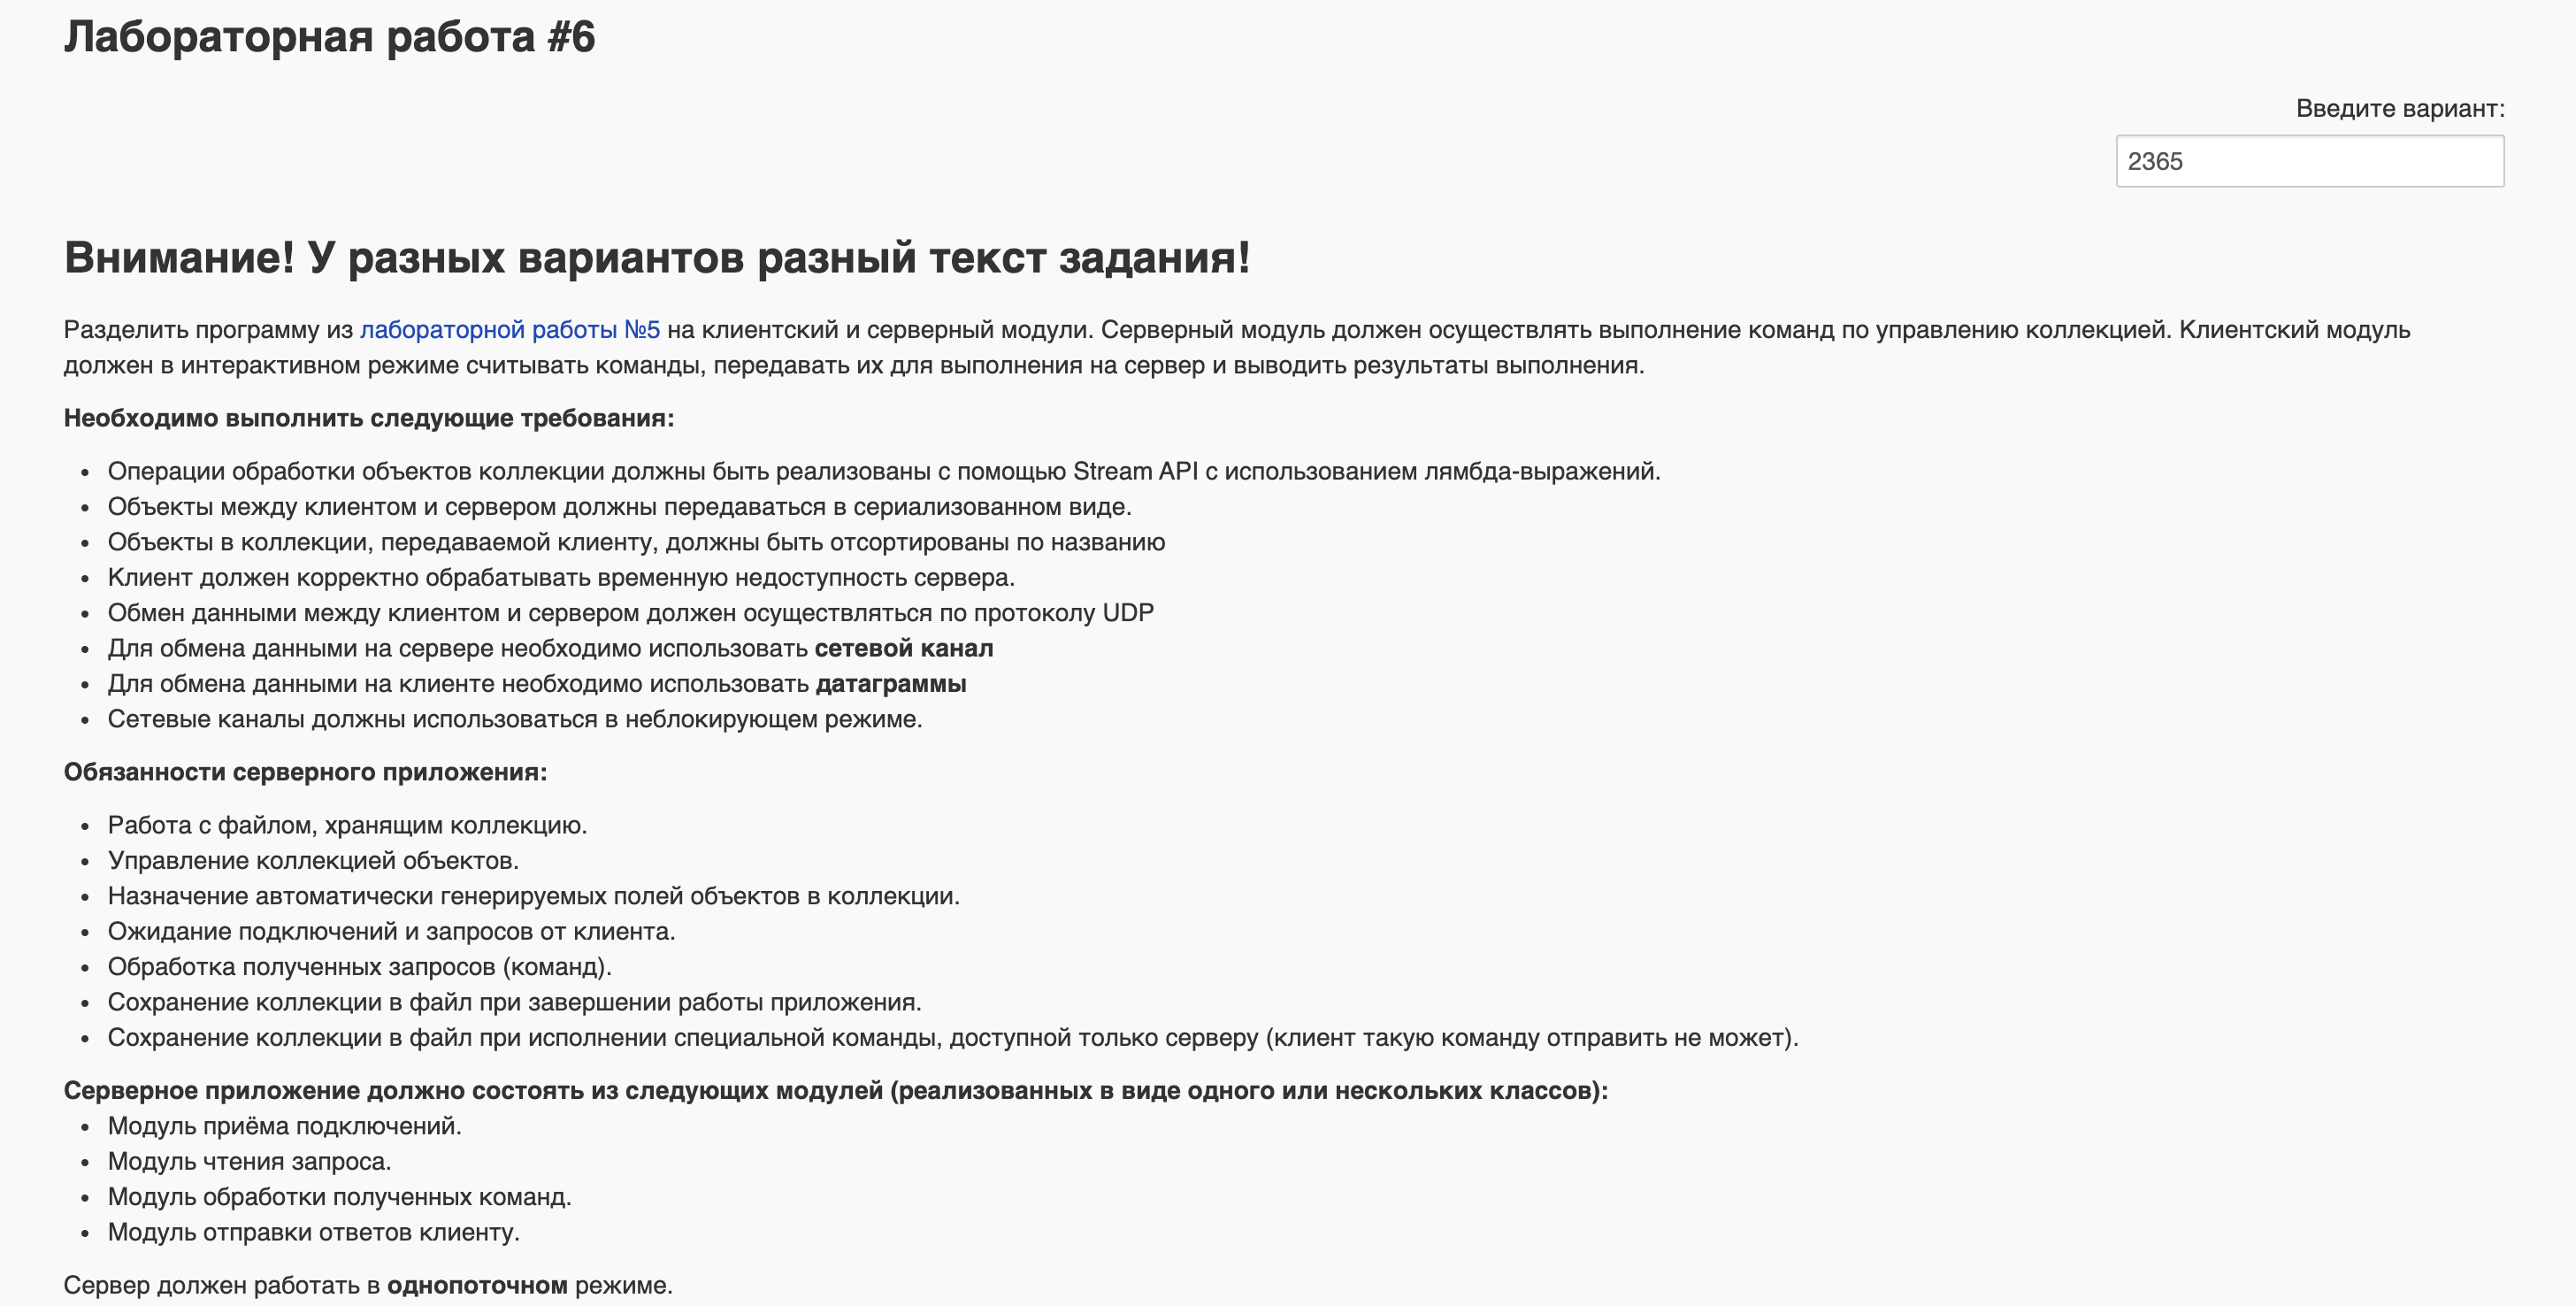 Лабораторная работа #6
Введите вариант:
2365
Внимание! У разных вариантов разный текст задания!
Разделить программу из лабораторной работы №5 на клиентский и серверный модули. Серверный модуль должен осуществлять выполнение команд по управлению коллекцией. Клиентский модуль
должен в интерактивном режиме считывать команды, передавать их для выполнения на сервер и выводить результаты выполнения.
Необходимо выполнить следующие требования:
• Операции обработки объектов коллекции должны быть реализованы с помощью Stream API с использованием лямбда-выражений.
• Объекты между клиентом и сервером должны передаваться в сериализованном виде.
• Объекты в коллекции, передаваемой клиенту, должны быть отсортированы по названию
• Клиент должен корректно обрабатывать временную недоступность сервера.
• Обмен данными между клиентом и сервером должен осуществляться по протоколу UDP
• Для обмена данными на сервере необходимо использовать сетевой канал
• Для обмена данными на клиенте необходимо использовать датаграммы
• Сетевые каналы должны использоваться в неблокирующем режиме.
Обязанности серверного приложения:
• Работа с файлом, хранящим коллекцию.
• Управление коллекцией объектов.
• Назначение автоматически генерируемых полей объектов в коллекции.
• Ожидание подключений и запросов от клиента.
• Обработка полученных запросов (команд).
• Сохранение коллекции в файл при завершении работы приложения.
• Сохранение коллекции в файл при исполнении специальной команды, доступной только серверу (клиент такую команду отправить не может).
Серверное приложение должно состоять из следующих модулей (реализованных в виде одного или нескольких классов):
• Модуль приёма подключений.
• Модуль чтения запроса.
• Модуль обработки полученных команд.
• Модуль отправки ответов клиенту.
Сервер должен работать в однопоточном режиме.